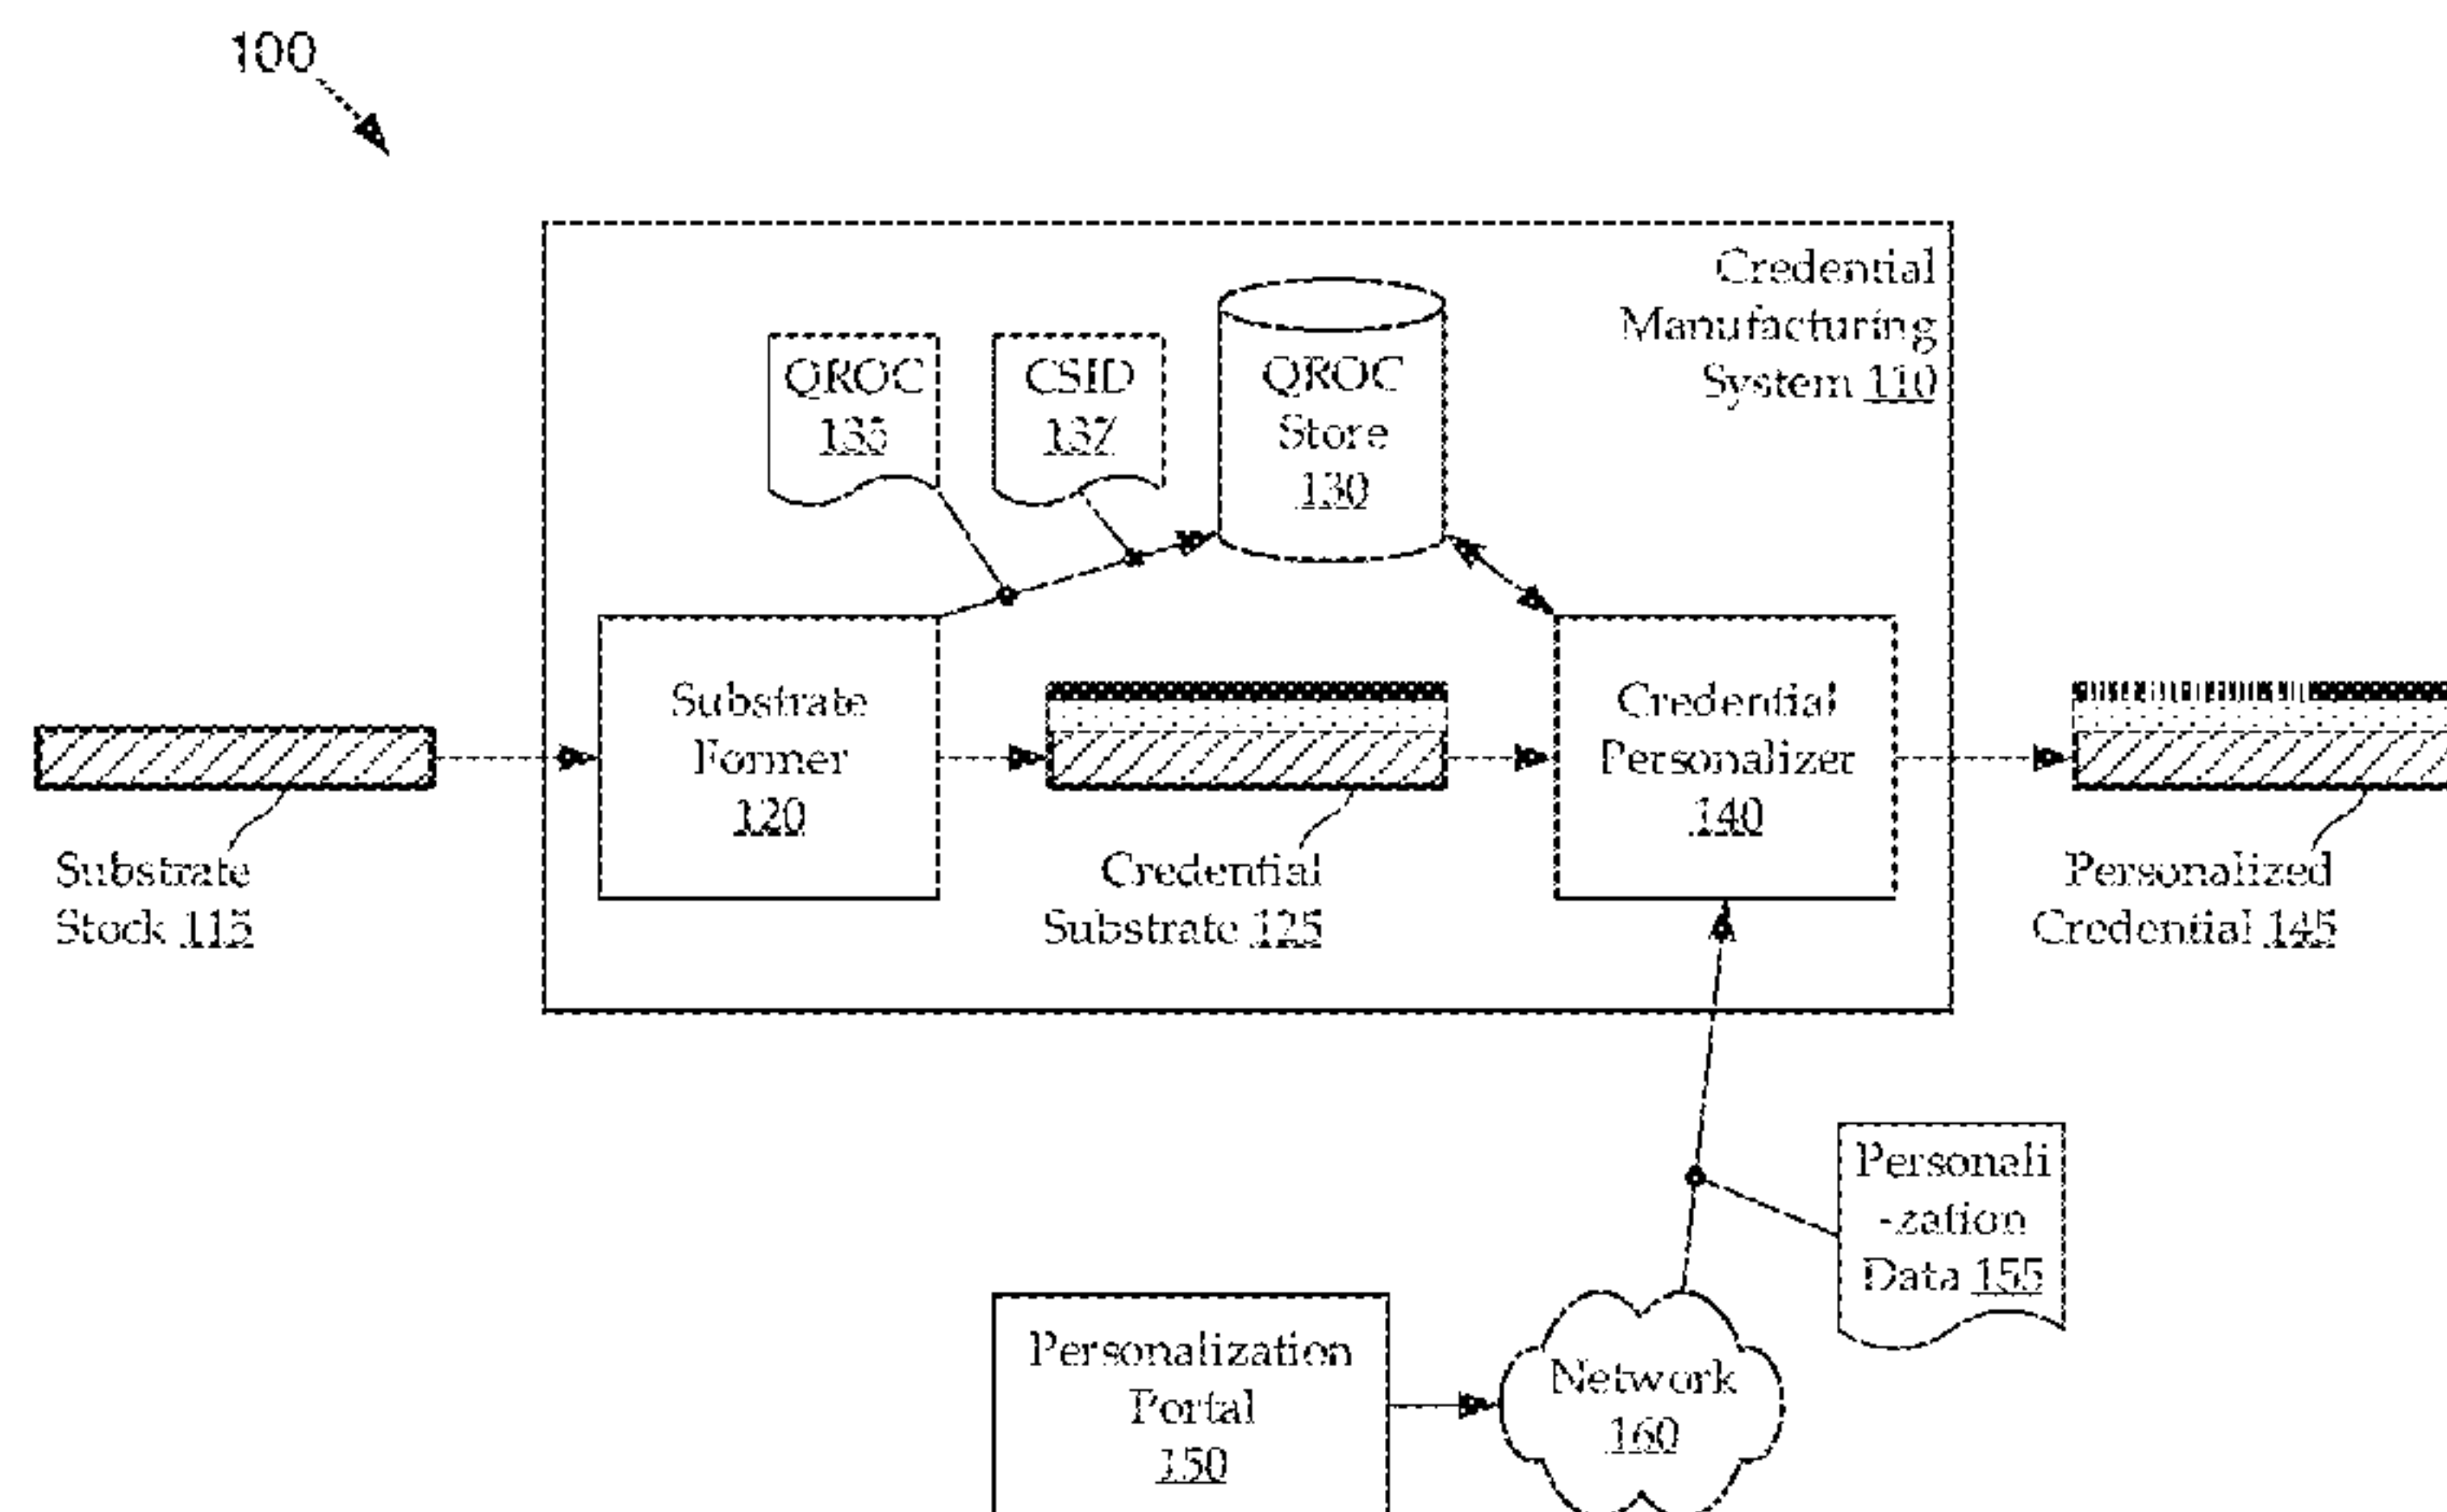 100
Credential
Manufacturing
System 110
QROC
135
CSID
137
QROC
Store
130
Substrate
Former
120
Credential
Personalizer
140
Substrate
Stock 115
Credential
Substrate 125
Personalized
Credential 145
Personali
-zation
Data 155
Personalization
Portal
150
Network
160